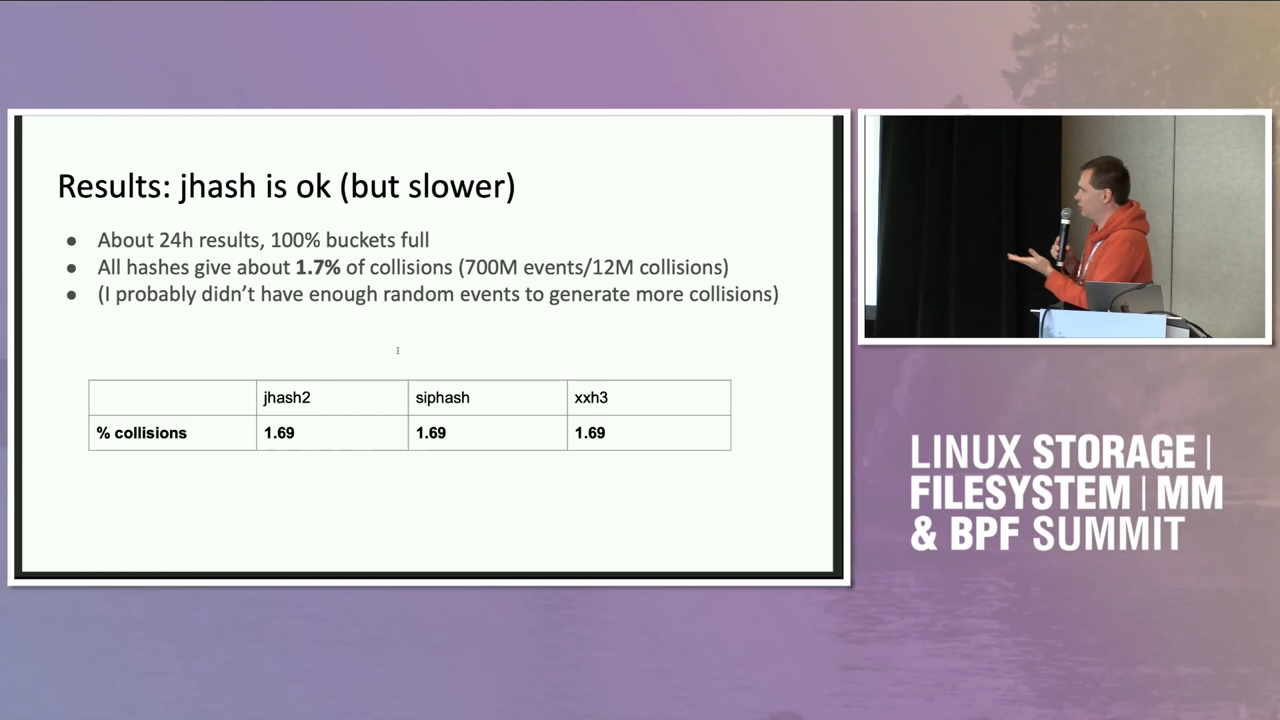 Results: jhash is ok (but slower)
● About 24h results, 100% buckets full
● All hashes give about 1.7% of collisions (700M events/12M collisions)
● (I probably didn’t have enough random events to generate more collisions)
jhash2 siphash xxh3
% collisions 1.69 1.69 1.69
LINUX STORAGE |
FILESYSTEM | MM
& BPF SUMMIT